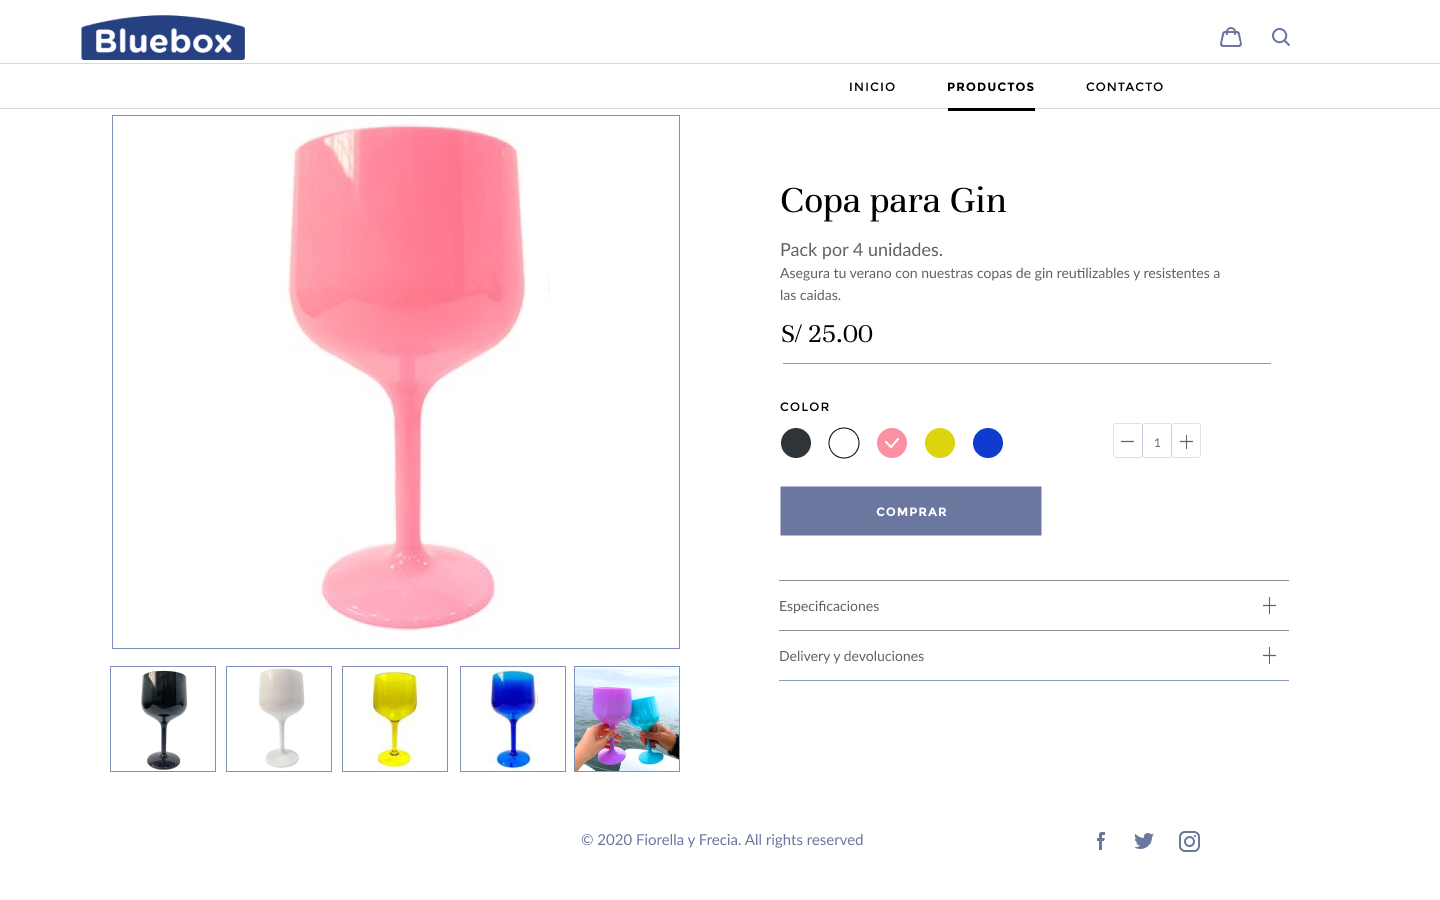 Bluebox
INICIO
PRODUCTOS
CONTACTO
Copa para Gin
Pack por 4 unidades.
Asegura tu verano con nuestras copas de gin reutilizables y resistentes a
las caidas.
S/ 25.00
COLOR
1
COMPRAR
Especificaciones
Delivery y devoluciones
© 2020 Fiorella y Frecia. All rights reserved